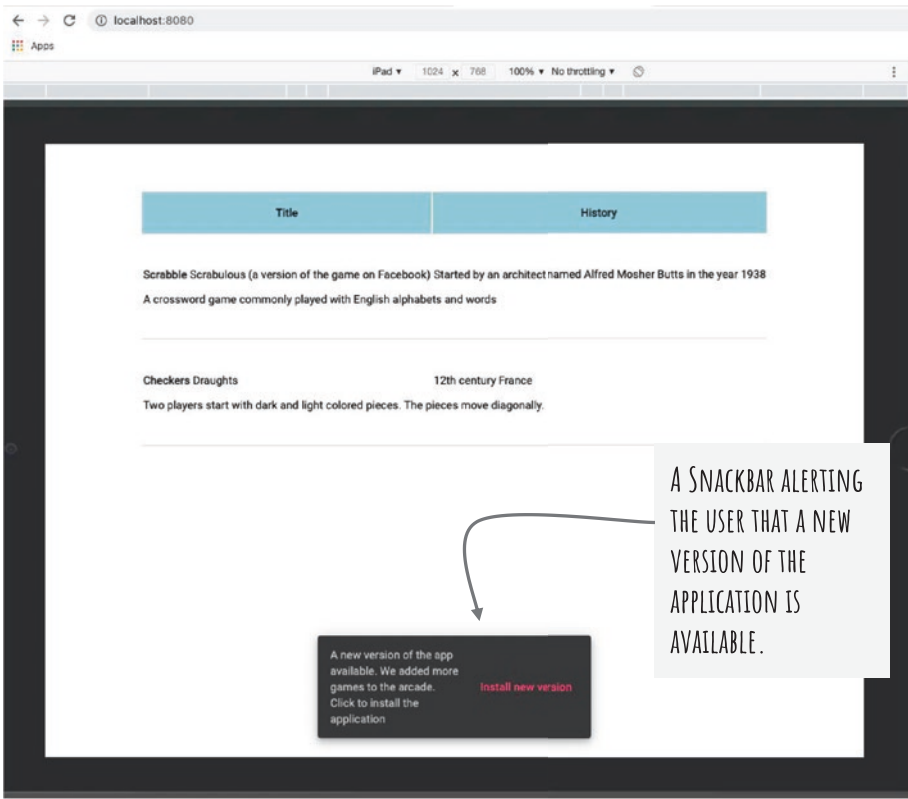 localhost:8080
Apps
iPad ▾ 1024 x 768 100% ▾ No throttling ▾
Title History
Scrabble Scrabulous (a version of the game on Facebook) Started by an architect named Alfred Mosher Butts in the year 1938
A crossword game commonly played with English alphabets and words
Checkers Draughts 12th century France
Two players start with dark and light colored pieces. The pieces move diagonally.
A SNACKBAR ALERTING
THE USER THAT A NEW
VERSION OF THE
APPLICATION IS
AVAILABLE.
A new version of the app
available. We added more
games to the arcade.
Click to install the
application
Install new version